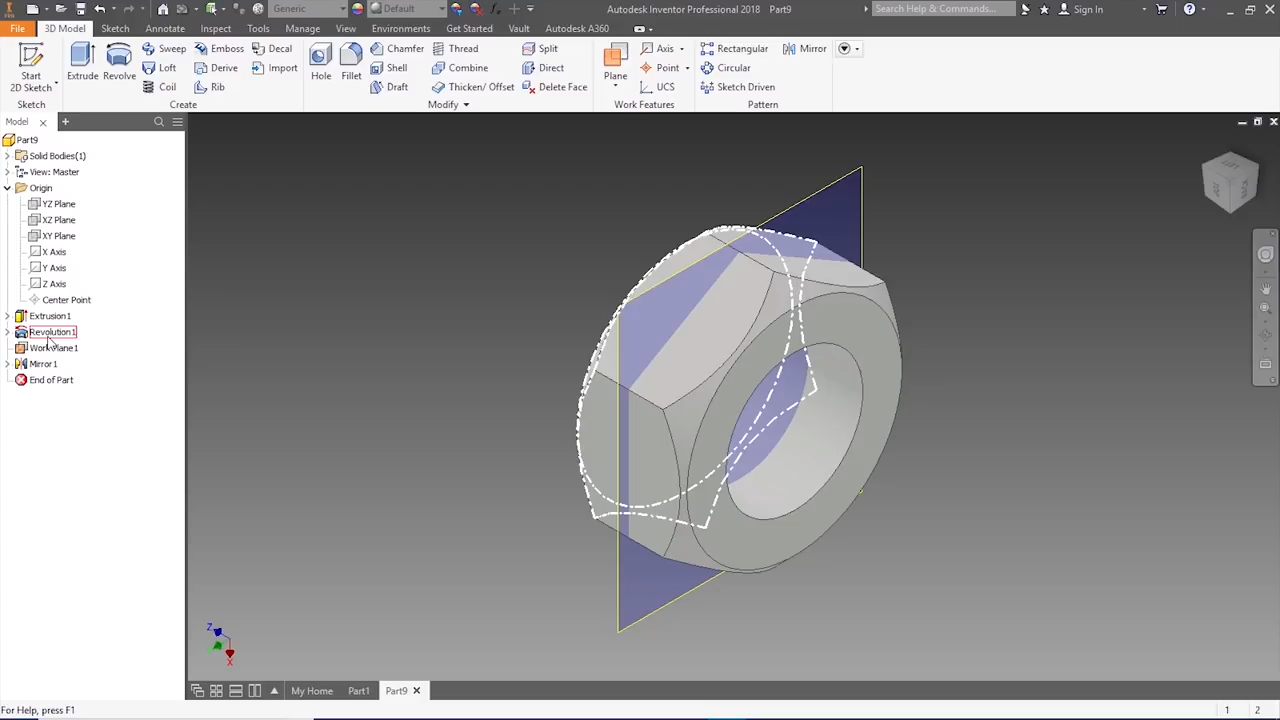 Generic
Default
Autodesk Inventor Professional 2018 Part9
Search Help & Commands...
Sign In
File
3D Model
Sketch
Annotate
Inspect
Tools
Manage
View
Environments
Get Started
Vault
Autodesk A360
Start
2D Sketch
Sketch
Extrude
Revolve
Sweep
Emboss
Decal
Loft
Derive
Import
Coil
Rib
Create
Hole
Fillet
Chamfer
Thread
Split
Shell
Combine
Direct
Draft
Thicken/ Offset
Delete Face
Modify
Plane
Axis
Point
UCS
Work Features
Rectangular
Mirror
Circular
Sketch Driven
Pattern
Model
Part9
Solid Bodies(1)
View: Master
Origin
YZ Plane
XZ Plane
XY Plane
X Axis
Y Axis
Z Axis
Center Point
Extrusion1
Revolution1
Work Plane1
Mirror1
End of Part
Z
X
My Home
Part1
Part9
For Help, press F1
1
2